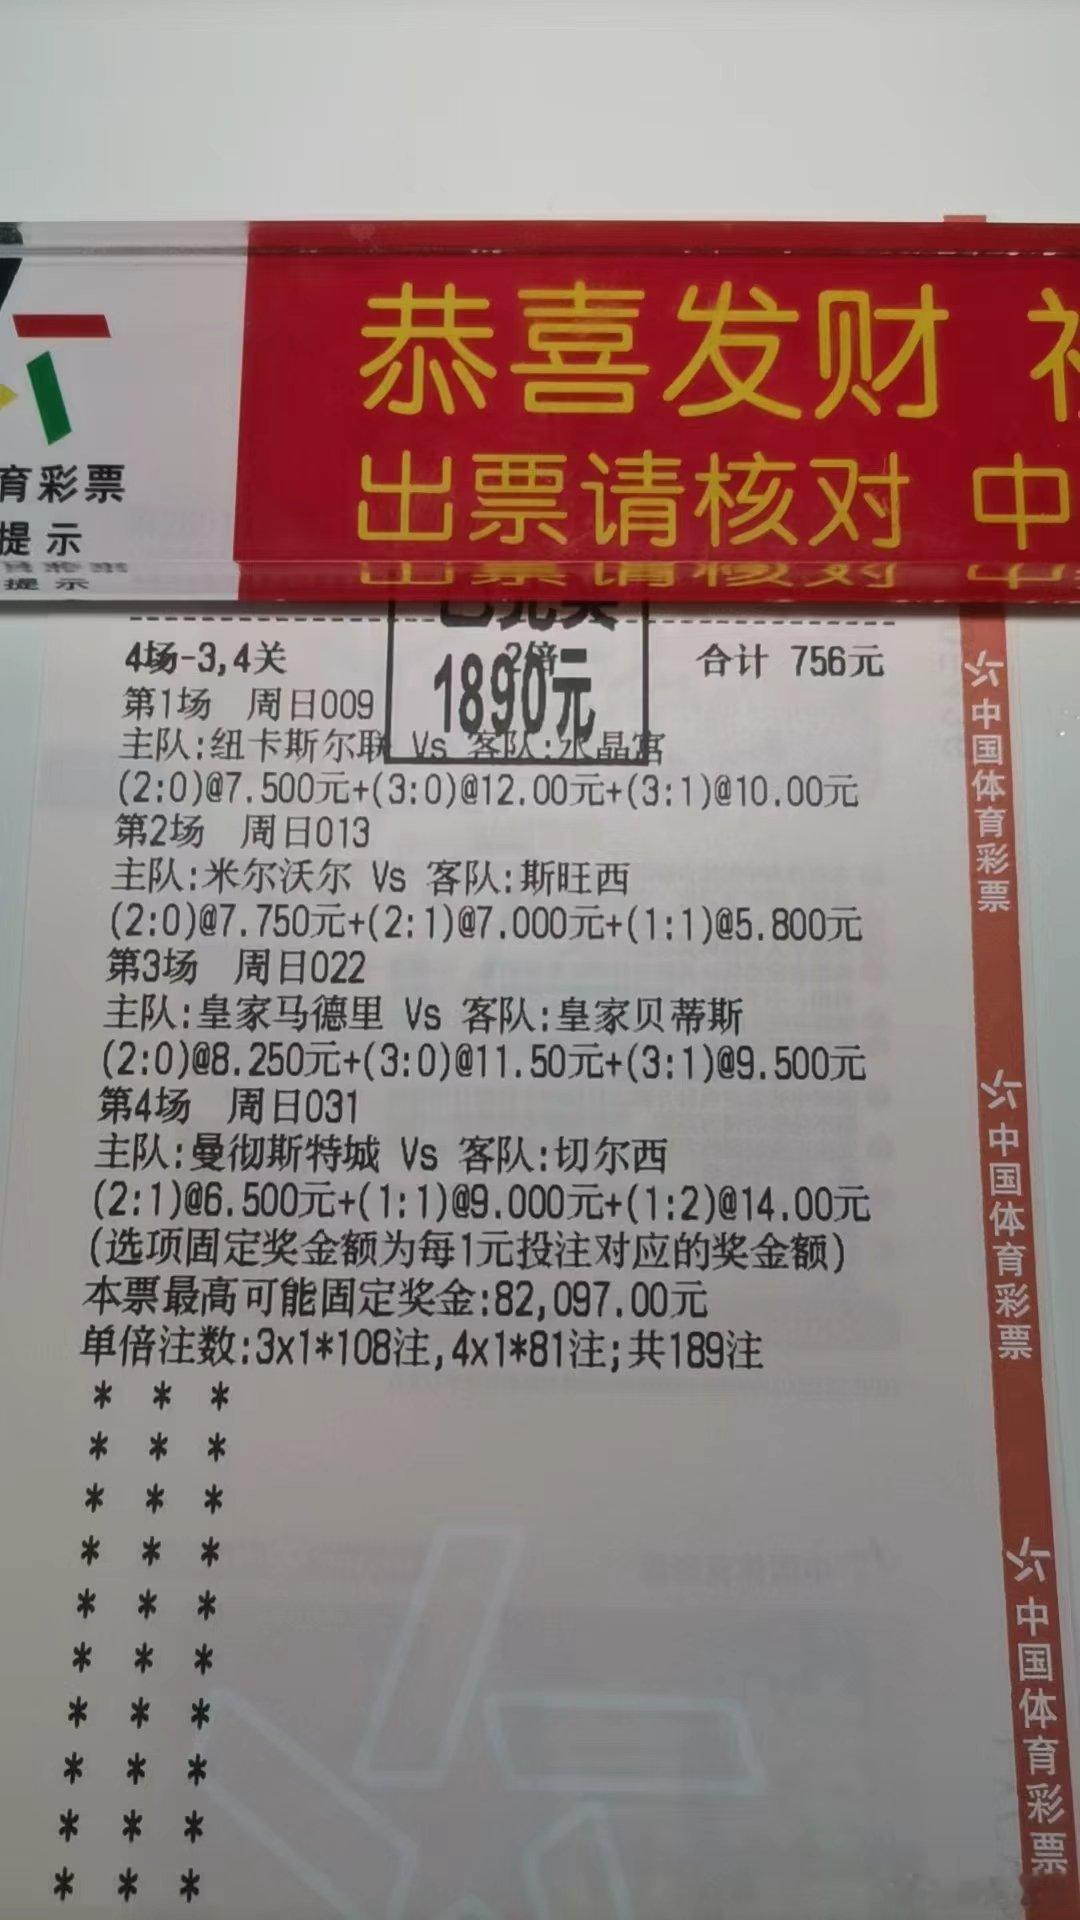 恭喜发财
出票请核对 中
育彩票
提示
4场-3,4关 2倍 合计 756元
1890元
第1场 周日009
主队:纽卡斯尔联 Vs 客队:水晶宫
(2:0)@7.500元+(3:0)@12.00元+(3:1)@10.00元
第2场 周日013
主队:米尔沃尔 Vs 客队:斯旺西
(2:0)@7.750元+(2:1)@7.000元+(1:1)@5.800元
第3场 周日022
主队:皇家马德里 Vs 客队:皇家贝蒂斯
(2:0)@8.250元+(3:0)@11.50元+(3:1)@9.500元
第4场 周日031
主队:曼彻斯特城 Vs 客队:切尔西
(2:1)@6.500元+(1:1)@9.000元+(1:2)@14.00元
(选项固定奖金额为每1元投注对应的奖金额)
本票最高可能固定奖金:82,097.00元
单倍注数:3x1*108注,4x1*81注;共189注
* * *
* * *
* * *
* * *
* * *
* * *
* * *
* * *
* * *
* * *
中国体育彩票
中国体育彩票
中国体育彩票